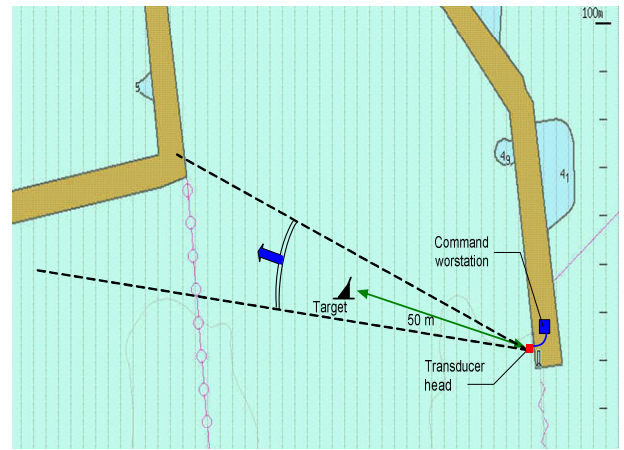 100m
5
4₉
4₁
Command
worstation
Target
50 m
Transducer
head